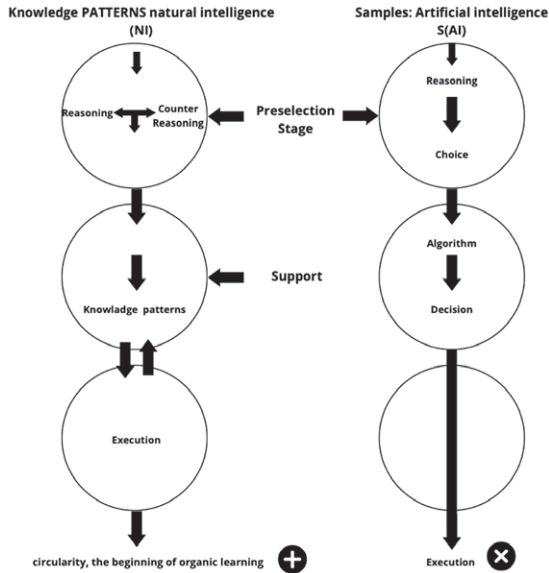 Knowledge PATTERNS natural intelligence
(NI)
Samples: Artificial intelligence
S(AI)
Reasoning
Counter
Reasoning
Preselection
Stage
Reasoning
Choice
Knowladge patterns
Support
Algorithm
Decision
Execution
circularity, the beginning of organic learning
Execution